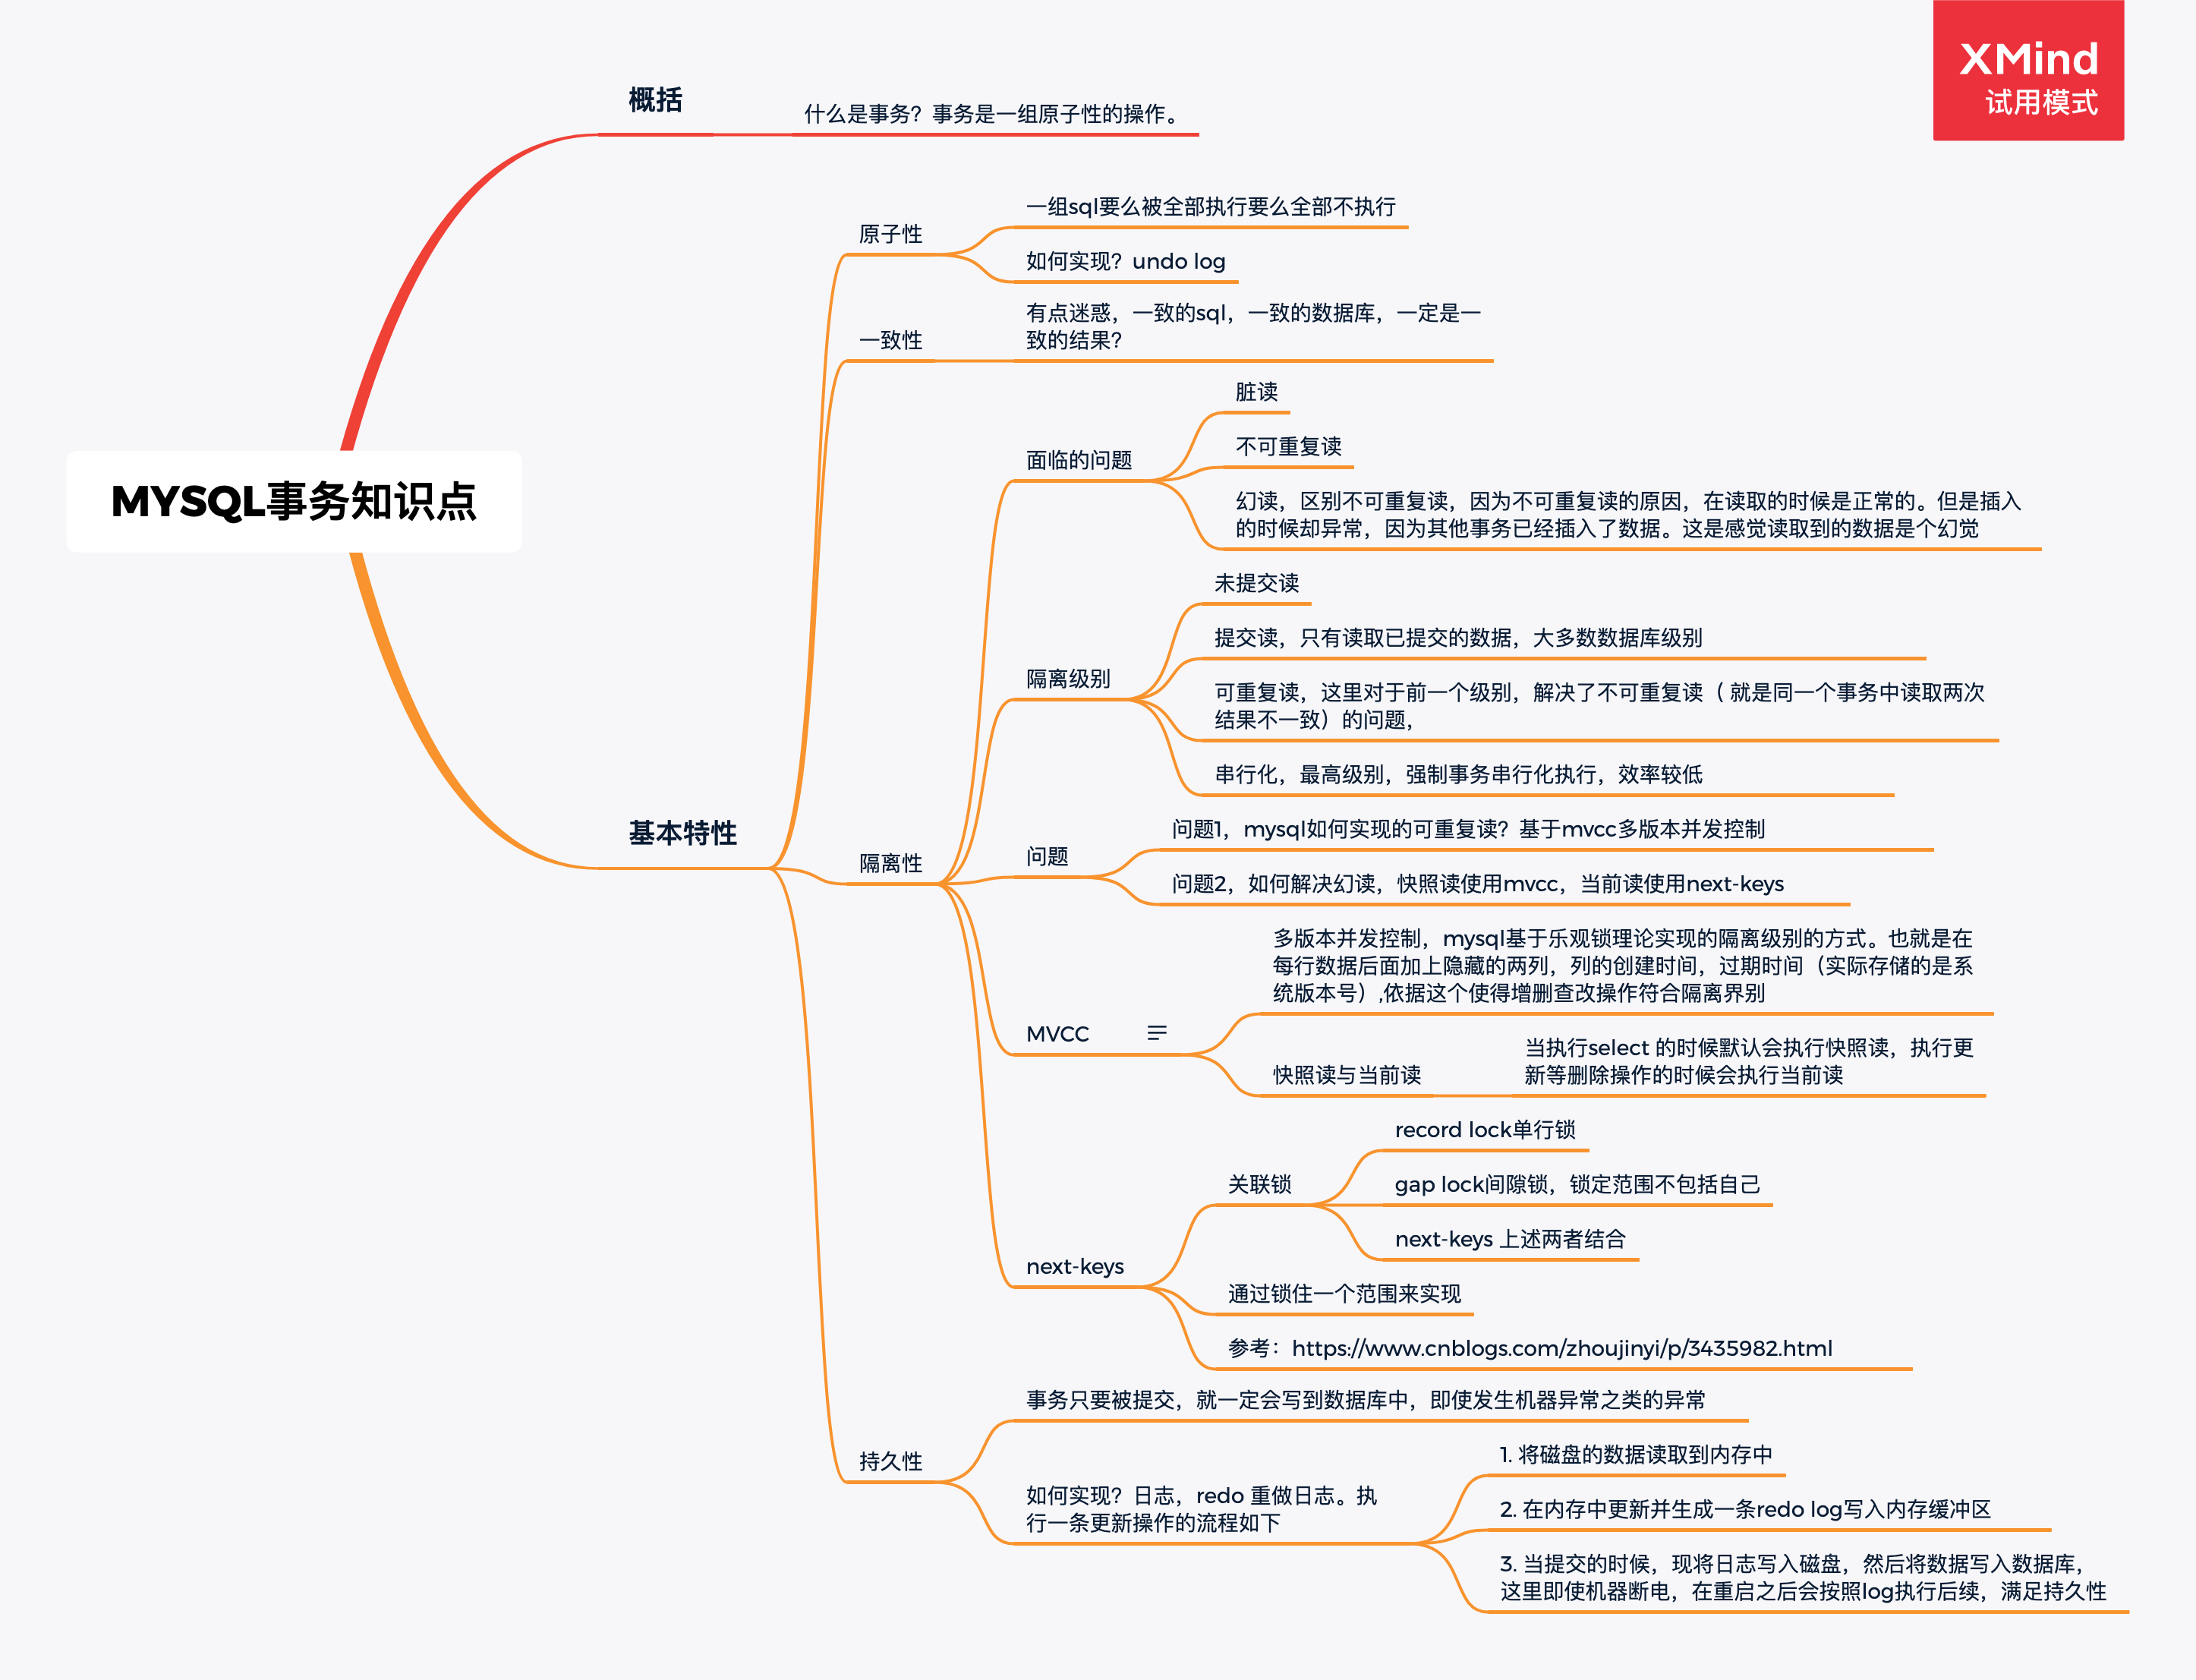 XMind
试用模式
概括
什么是事务？事务是一组原子性的操作。
MYSQL事务知识点
基本特性
原子性
一组sql要么被全部执行要么全部不执行
如何实现？undo log
一致性
有点迷惑，一致的sql，一致的数据库，一定是一
致的结果？
隔离性
面临的问题
脏读
不可重复读
幻读，区别不可重复读，因为不可重复读的原因，在读取的时候是正常的。但是插入
的时候却异常，因为其他事务已经插入了数据。这是感觉读取到的数据是个幻觉
隔离级别
未提交读
提交读，只有读取已提交的数据，大多数数据库级别
可重复读，这里对于前一个级别，解决了不可重复读（ 就是同一个事务中读取两次
结果不一致）的问题，
串行化，最高级别，强制事务串行化执行，效率较低
问题
问题1，mysql如何实现的可重复读？基于mvcc多版本并发控制
问题2，如何解决幻读，快照读使用mvcc，当前读使用next-keys
MVCC
多版本并发控制，mysql基于乐观锁理论实现的隔离级别的方式。也就是在
每行数据后面加上隐藏的两列，列的创建时间，过期时间（实际存储的是系
统版本号）,依据这个使得增删查改操作符合隔离界别
快照读与当前读
当执行select 的时候默认会执行快照读，执行更
新等删除操作的时候会执行当前读
next-keys
关联锁
record lock单行锁
gap lock间隙锁，锁定范围不包括自己
next-keys 上述两者结合
通过锁住一个范围来实现
参考：https://www.cnblogs.com/zhoujinyi/p/3435982.html
持久性
事务只要被提交，就一定会写到数据库中，即使发生机器异常之类的异常
如何实现？日志，redo 重做日志。执
行一条更新操作的流程如下
1. 将磁盘的数据读取到内存中
2. 在内存中更新并生成一条redo log写入内存缓冲区
3. 当提交的时候，现将日志写入磁盘，然后将数据写入数据库，
这里即使机器断电，在重启之后会按照log执行后续，满足持久性